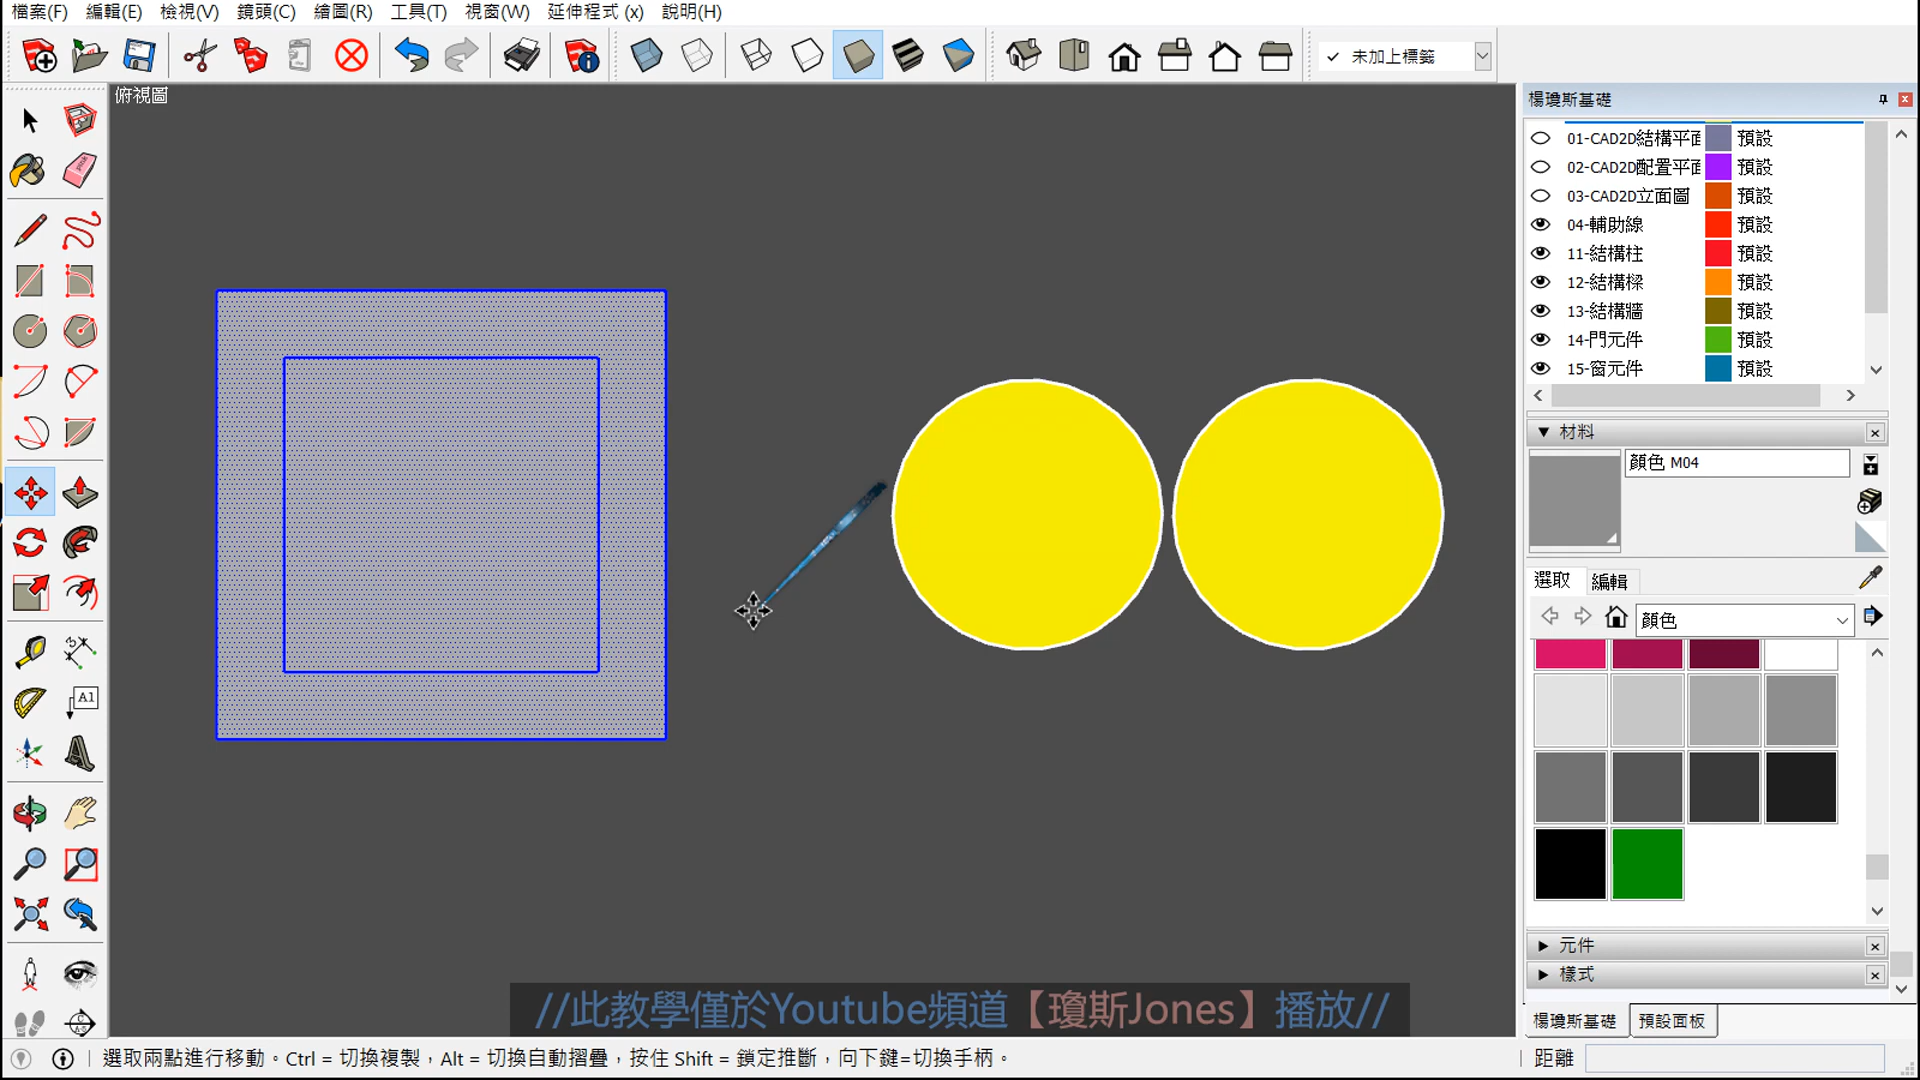 檔案(F) 編輯(E) 檢視(V) 鏡頭(C) 繪圖(R) 工具(T) 視窗(W) 延伸程式 (x) 說明(H)
未加上標籤
俯視圖
楊瓊斯基礎
01-CAD2D結構平 預設
02-CAD2D配置平 預設
03-CAD2D立面圖 預設
04-輔助線 預設
11-結構柱 預設
12-結構樑 預設
13-結構牆 預設
14-門元件 預設
15-窗元件 預設
材料
顏色 M04
選取 編輯
顏色
A1
元件
樣式
楊瓊斯基礎 預設面板
//此教學僅於Youtube頻道【瓊斯Jones】播放//
選取兩點進行移動。Ctrl = 切換複製，Alt = 切換自動摺疊，按住 Shift = 鎖定推斷，向下鍵=切換手柄。
距離